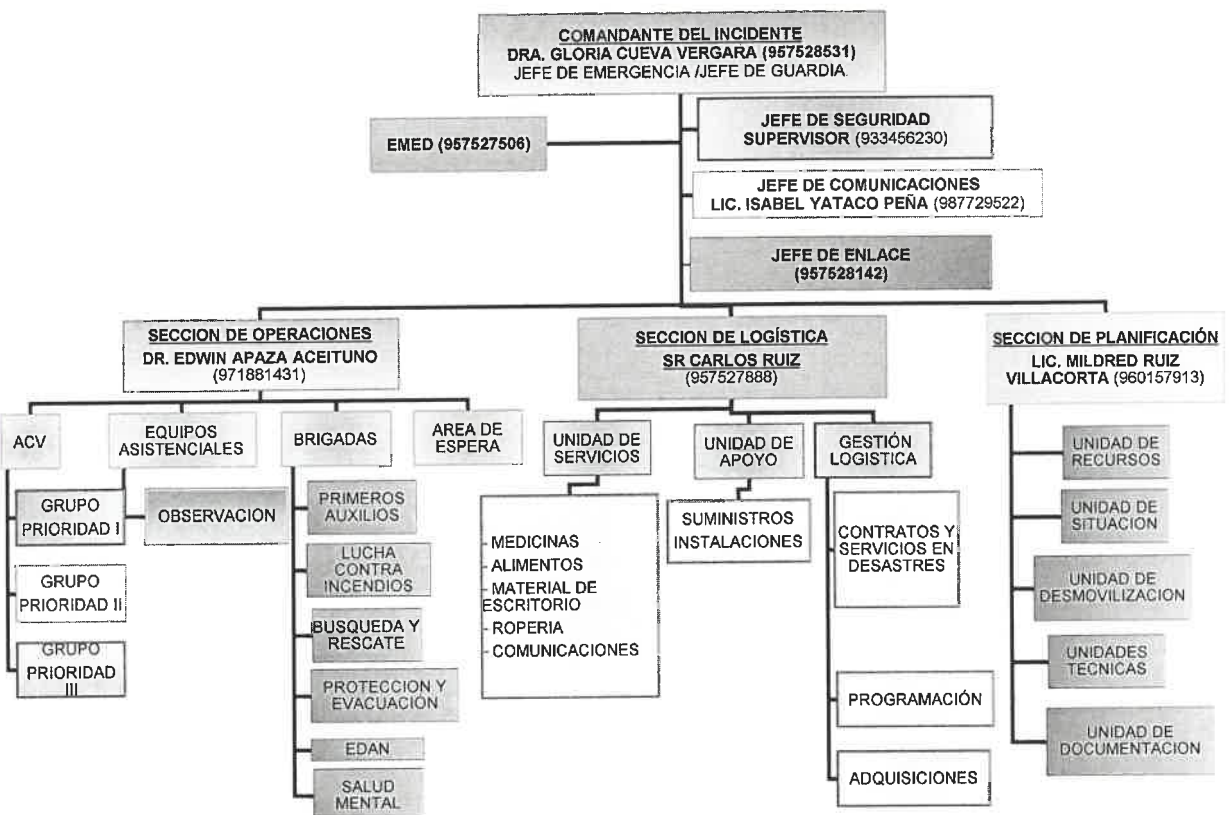 COMANDANTE DEL INCIDENTE
DRA. GLORIA CUEVA VERGARA (957528531)
JEFE DE EMERGENCIA /JEFE DE GUARDIA
EMED (957527506)
JEFE DE SEGURIDAD
SUPERVISOR (933456230)
JEFE DE COMUNICACIONES
LIC. ISABEL YATACO PEÑA (987729522)
JEFE DE ENLACE
(957528142)
SECCION DE OPERACIONES
DR. EDWIN APAZA ACEITUNO
(971881431)
SECCION DE LOGÍSTICA
SR CARLOS RUIZ
(957527888)
SECCION DE PLANIFICACIÓN
LIC. MILDRED RUIZ
VILLACORTA (960157913)
ACV
EQUIPOS
ASISTENCIALES
BRIGADAS
AREA DE
ESPERA
GRUPO
PRIORIDAD I
GRUPO
PRIORIDAD II
GRUPO
PRIORIDAD
III
OBSERVACION
PRIMEROS
AUXILIOS
LUCHA
CONTRA
INCENDIOS
BUSQUEDA Y
RESCATE
PROTECCION Y
EVACUACIÓN
EDAN
SALUD
MENTAL
UNIDAD DE
SERVICIOS
- MEDICINAS
- ALIMENTOS
- MATERIAL DE
ESCRITORIO
- ROPERIA
- COMUNICACIONES
UNIDAD DE
APOYO
SUMINISTROS
INSTALACIONES
GESTIÓN
LOGISTICA
CONTRATOS Y
SERVICIOS EN
DESASTRES
PROGRAMACIÓN
ADQUISICIONES
UNIDAD DE
RECURSOS
UNIDAD DE
SITUACION
UNIDAD DE
DESMOVILIZACION
UNIDADES
TECNICAS
UNIDAD DE
DOCUMENTACION